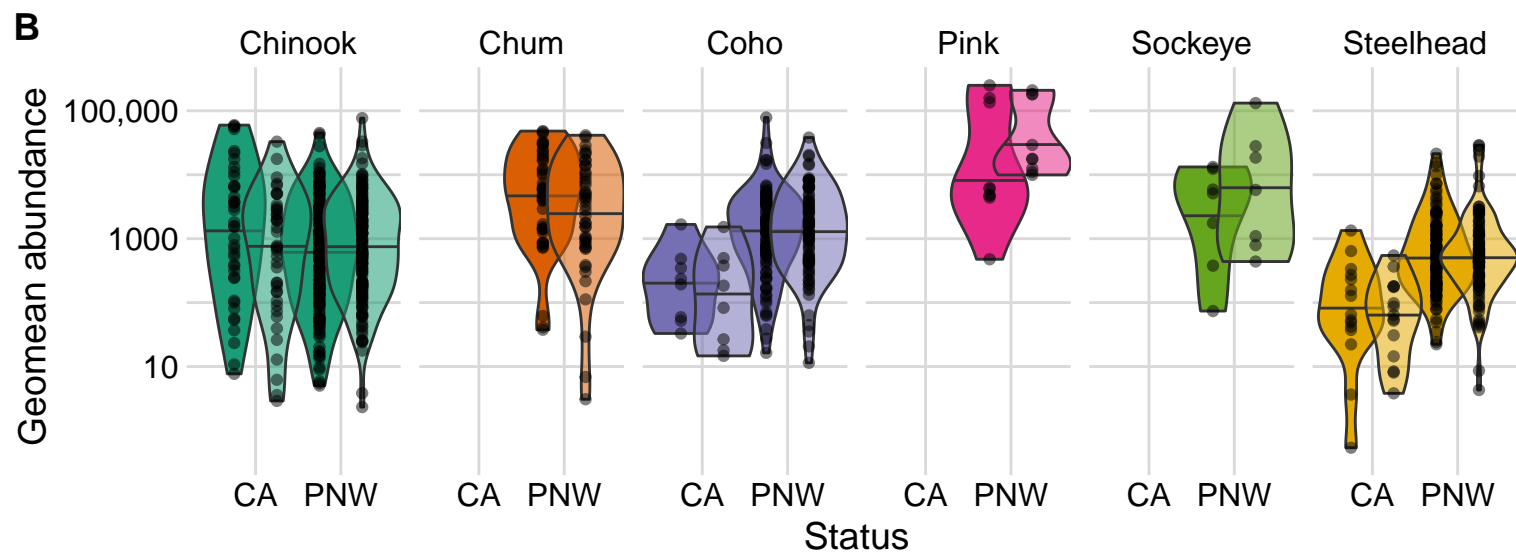 B
Chinook Chum Coho Pink Sockeye Steelhead
Geomean abundance
100,000
1000
10
CA PNW CA PNW CA PNW CA PNW CA PNW CA PNW
Status